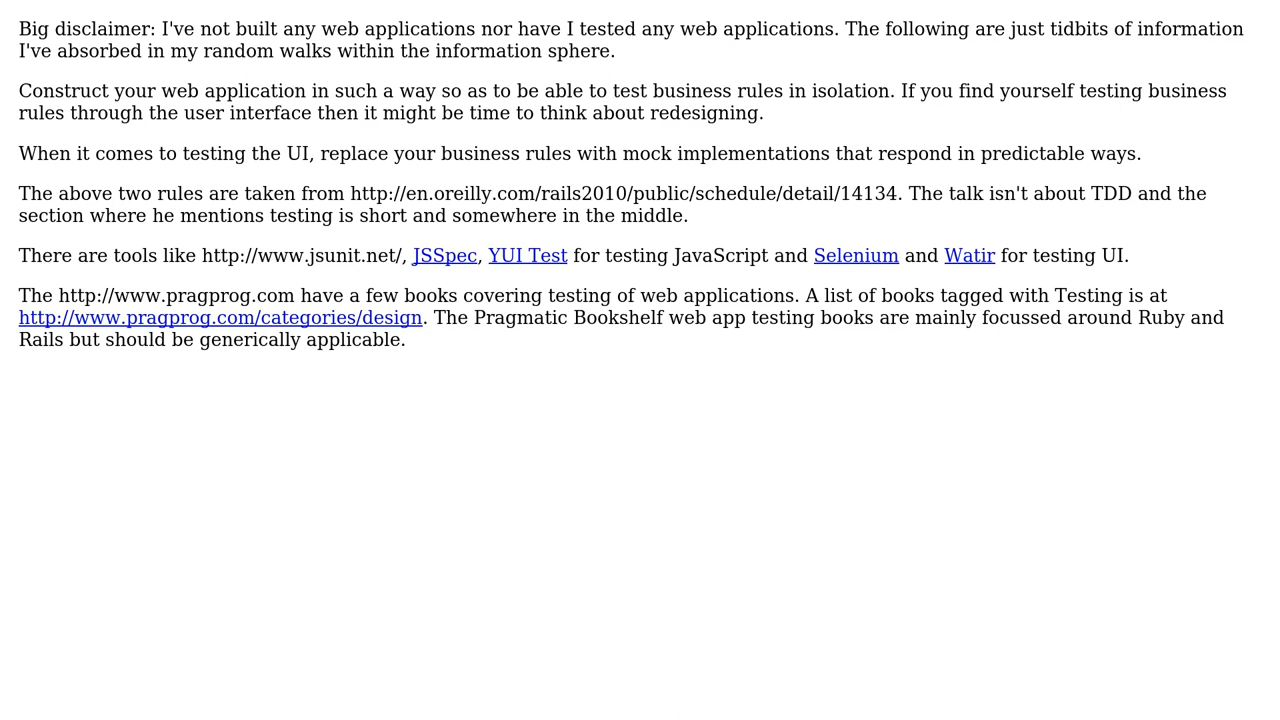 Big disclaimer: I've not built any web applications nor have I tested any web applications. The following are just tidbits of information
I've absorbed in my random walks within the information sphere.
Construct your web application in such a way so as to be able to test business rules in isolation. If you find yourself testing business
rules through the user interface then it might be time to think about redesigning.
When it comes to testing the UI, replace your business rules with mock implementations that respond in predictable ways.
The above two rules are taken from http://en.oreilly.com/rails2010/public/schedule/detail/14134. The talk isn't about TDD and the
section where he mentions testing is short and somewhere in the middle.
There are tools like http://www.jsunit.net/, JSSpec, YUI Test for testing JavaScript and Selenium and Watir for testing UI.
The http://www.pragprog.com have a few books covering testing of web applications. A list of books tagged with Testing is at
http://www.pragprog.com/categories/design. The Pragmatic Bookshelf web app testing books are mainly focussed around Ruby and
Rails but should be generically applicable.